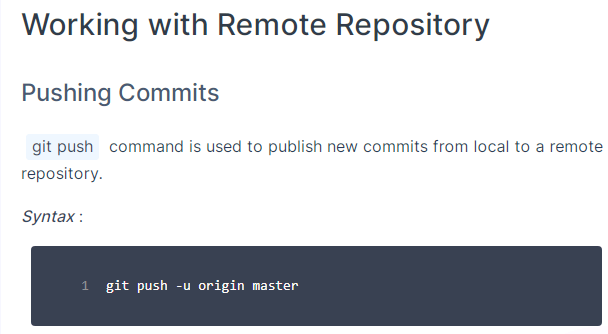 Working with Remote Repository
Pushing Commits
git push command is used to publish new commits from local to a remote
repository.
Syntax :
1 git push -u origin master